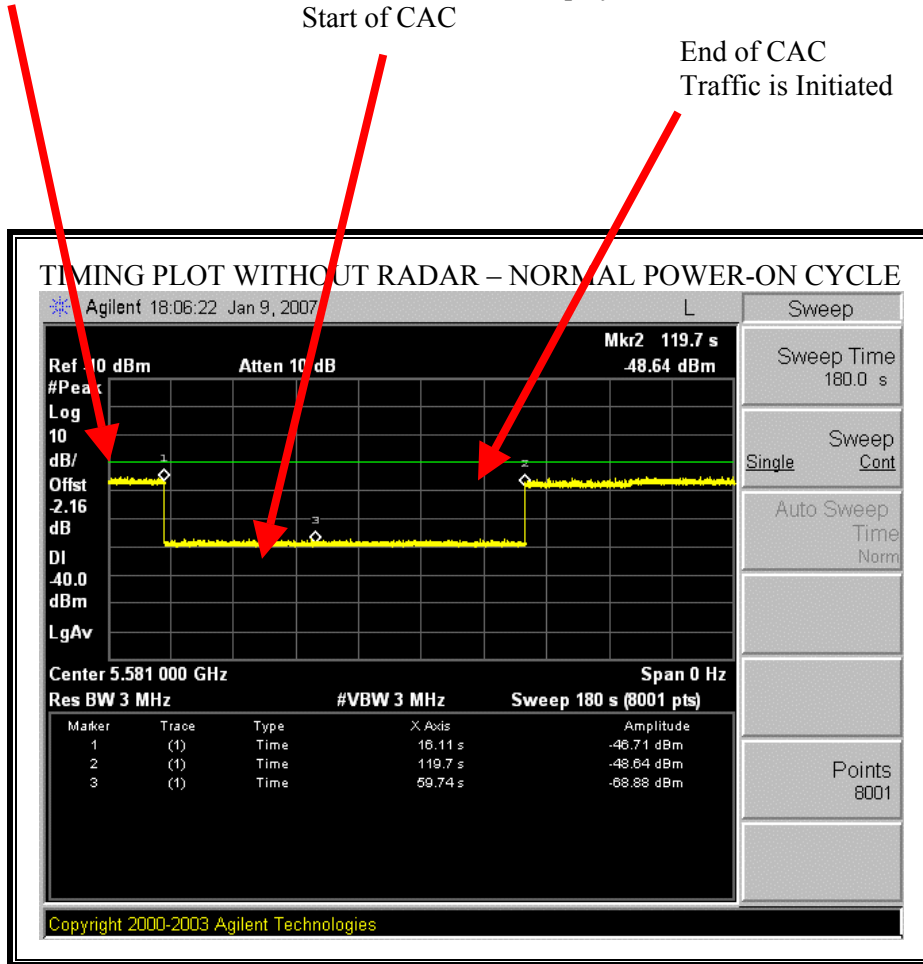 Start of CAC
End of CAC
Traffic is Initiated
TIMING PLOT WITHOUT RADAR – NORMAL POWER-ON CYCLE
Agilent 18:06:22 Jan 9, 2007 L
Sweep
Mkr2 119.7 s
Ref -10 dBm Atten 10 dB -48.64 dBm
#Peak
Log
10
dB/
Offst
-2.16
dB
DI
-40.0
dBm
LgAv
1
2
3
Center 5.581 000 GHz Span 0 Hz
Res BW 3 MHz #VBW 3 MHz Sweep 180 s (8001 pts)
Marker Trace Type X Axis Amplitude
1 (1) Time 16.11 s -46.71 dBm
2 (1) Time 119.7 s -48.64 dBm
3 (1) Time 59.74 s -68.88 dBm
Sweep Time
180.0 s
Sweep
Single Cont
Auto Sweep
Time
Norm
Points
8001
Copyright 2000-2003 Agilent Technologies